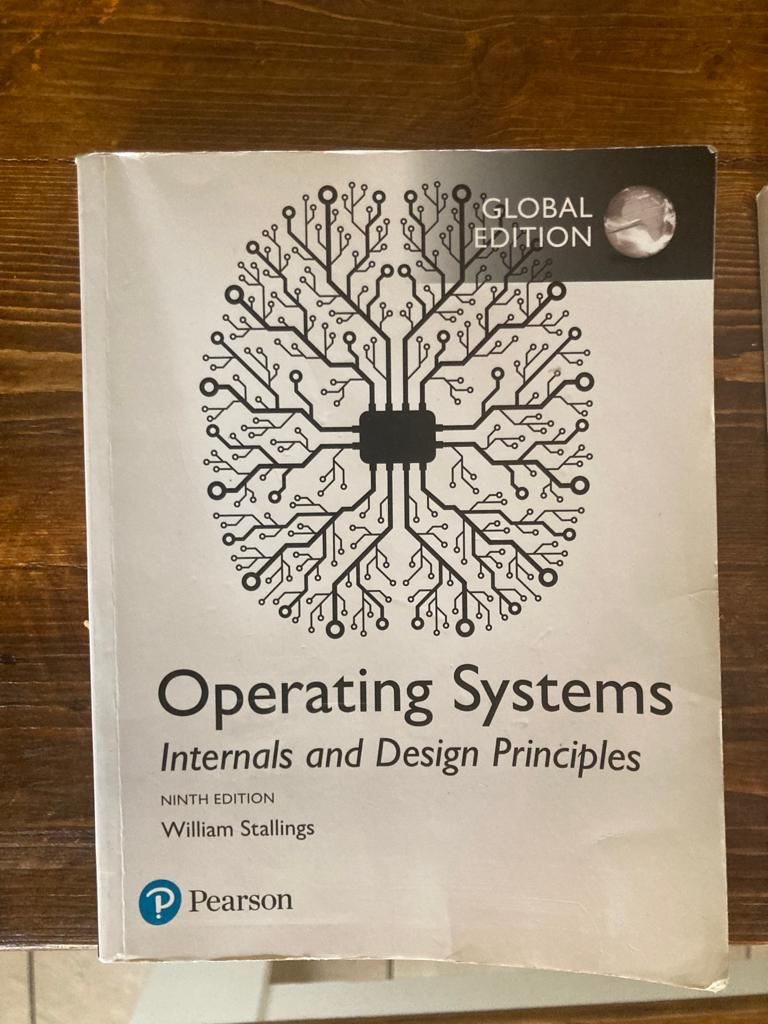 GLOBAL
EDITION
Operating Systems
Internals and Design Principles
NINTH EDITION
William Stallings
Pearson